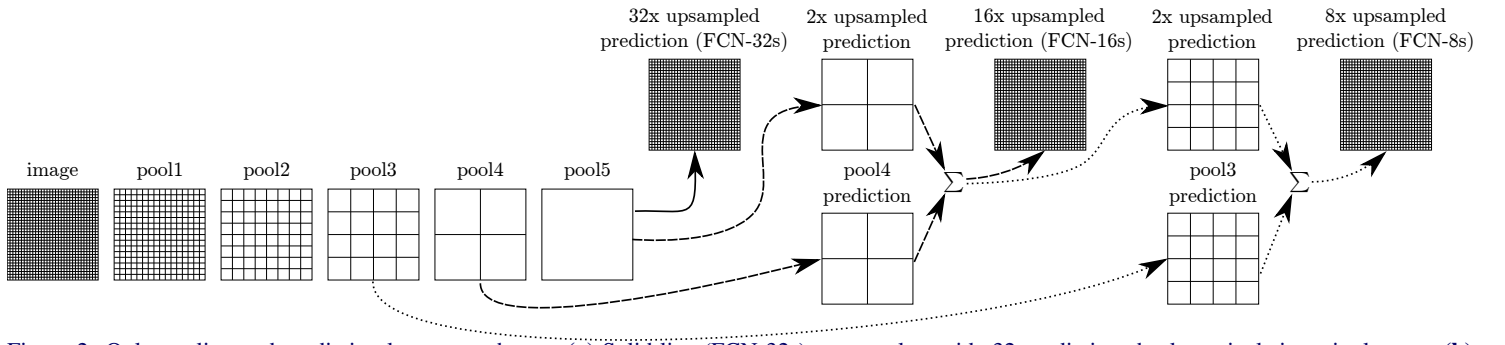 32x upsampled
prediction (FCN-32s)
2x upsampled
prediction
16x upsampled
prediction (FCN-16s)
2x upsampled
prediction
8x upsampled
prediction (FCN-8s)
image
pool1
pool2
pool3
pool4
pool5
pool4
prediction
∑
pool3
prediction
∑